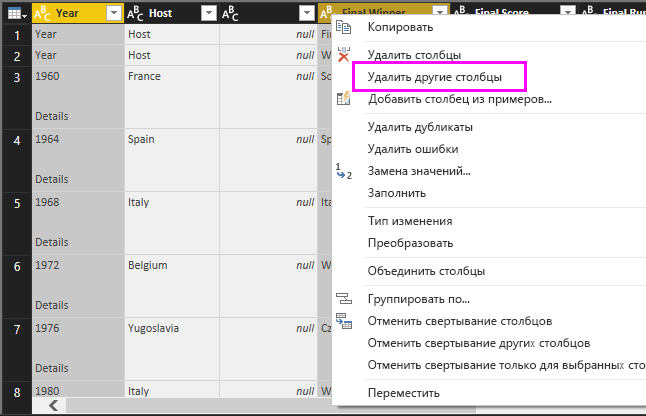 Year Host Final Winner Final Score Final Run
1 Year Host null Fin
2 Year Host null W
3 1960 France null So
Details
4 1964 Spain null Sp
Details
5 1968 Italy null Ita
Details
6 1972 Belgium null W
Details
7 1976 Yugoslavia null Cz
Details
8 1980 Italy null W
Копировать
Удалить столбцы
Удалить другие столбцы
Добавить столбец из примеров...
Удалить дубликаты
Удалить ошибки
Замена значений...
Заполнить
Тип изменения
Преобразовать
Объединить столбцы
Группировать по...
Отменить свертывание столбцов
Отменить свертывание других столбцов
Отменить свертывание только для выбранных сто
Переместить